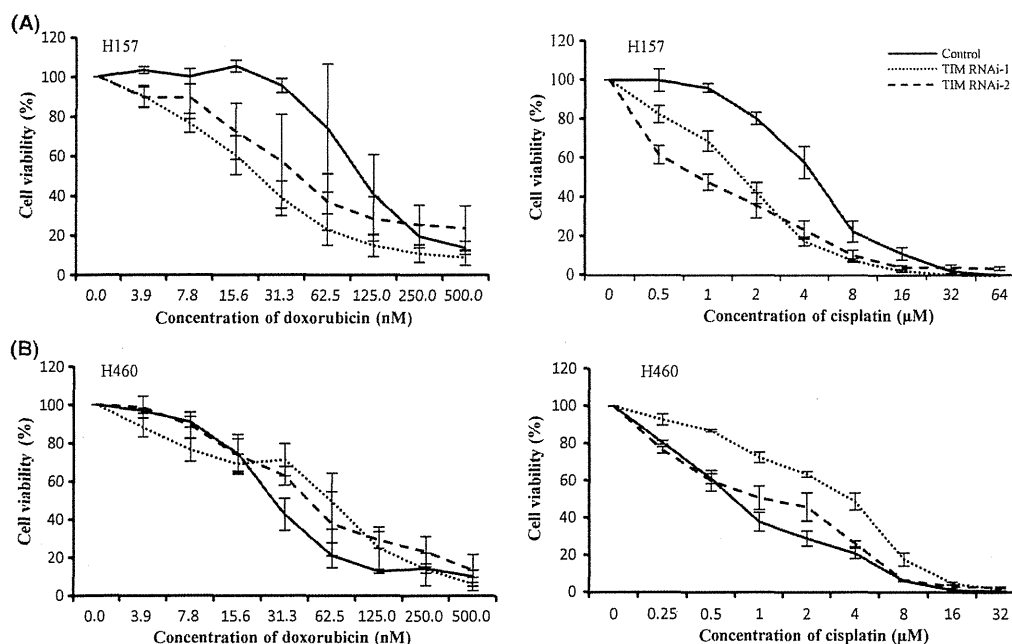 (A)
H157
120
100
80
60
40
20
0
Cell viability (%)
0.0 3.9 7.8 15.6 31.3 62.5 125.0 250.0 500.0
Concentration of doxorubicin (nM)
H157
Control
TIM RNAi-1
TIM RNAi-2
120
100
80
60
40
20
0
Cell viability (%)
0 0.5 1 2 4 8 16 32 64
Concentration of cisplatin (µM)
(B)
H460
120
100
80
60
40
20
0
Cell viability (%)
0.0 3.9 7.8 15.6 31.3 62.5 125.0 250.0 500.0
Concentration of doxorubicin (nM)
H460
120
100
80
60
40
20
0
Cell viability (%)
0 0.25 0.5 1 2 4 8 16 32
Concentration of cisplatin (µM)